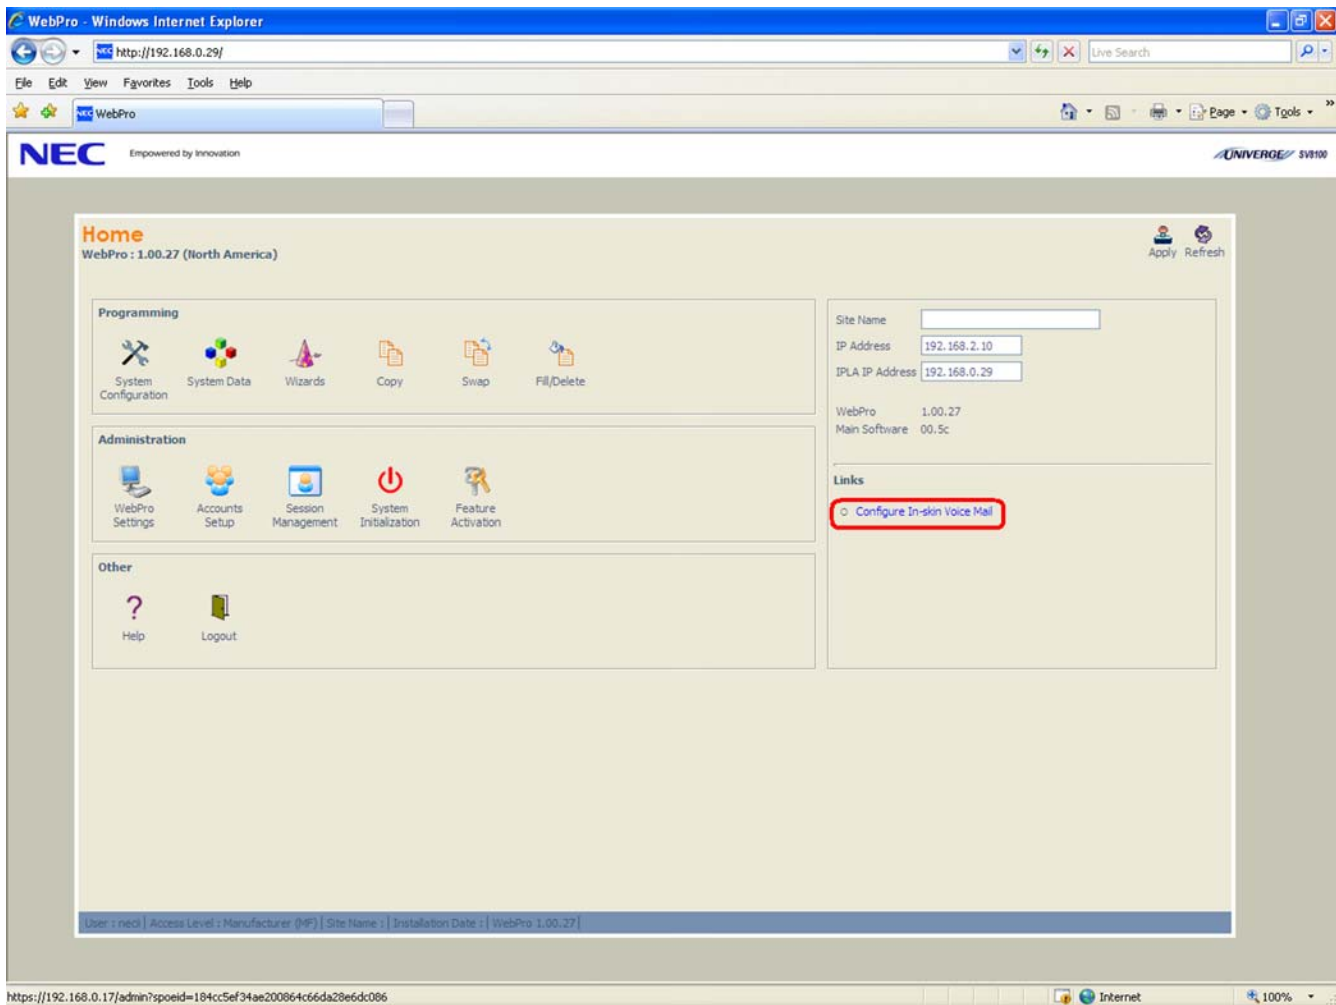 WebPro - Windows Internet Explorer
http://192.168.0.29/
Live Search
File Edit View Favorites Tools Help
WebPro
Page Tools »
NEC Empowered by Innovation
UNIVERGE SV8100
Home
WebPro : 1.00.27 (North America)
Apply Refresh
Programming
System Configuration
System Data
Wizards
Copy
Swap
Fill/Delete
Administration
WebPro Settings
Accounts Setup
Session Management
System Initialization
Feature Activation
Other
Help
Logout
Site Name
IP Address 192.168.2.10
IPLA IP Address 192.168.0.29
WebPro 1.00.27
Main Software 00.5c
Links
Configure In-skin Voice Mail
User : necii | Access Level : Manufacturer (MF) | Site Name : | Installation Date : | WebPro 1.00.27 |
https://192.168.0.17/admin?spoeid=184cc5ef34ae200864c66da28e6dc086
Internet
100%